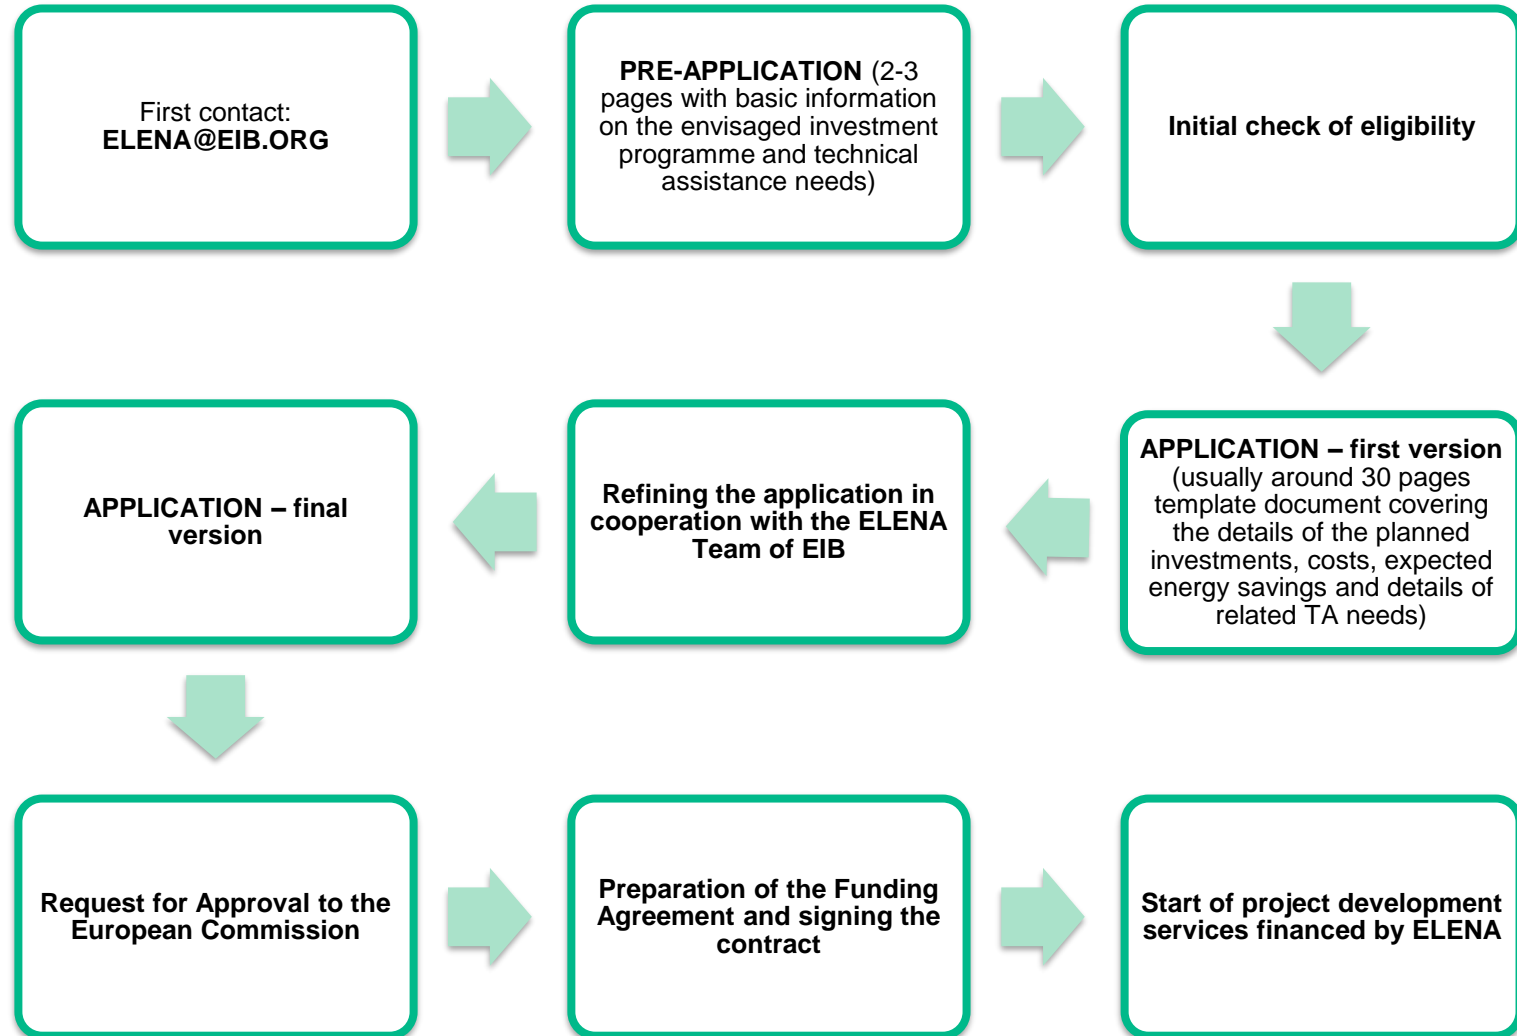 First contact:
ELENA@EIB.ORG
PRE-APPLICATION (2-3
pages with basic information
on the envisaged investment
programme and technical
assistance needs)
Initial check of eligibility
APPLICATION – first version
(usually around 30 pages
template document covering
the details of the planned
investments, costs, expected
energy savings and details of
related TA needs)
Refining the application in
cooperation with the ELENA
Team of EIB
APPLICATION – final
version
Request for Approval to the
European Commission
Preparation of the Funding
Agreement and signing the
contract
Start of project development
services financed by ELENA